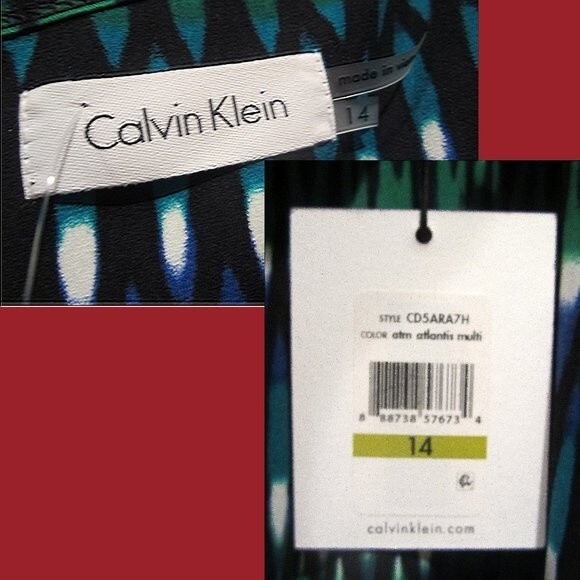 Calvin Klein
made in
14
STYLE CD5ARA7H
COLOR atm atlantis multi
8 88738 57673 4
14
calvinklein.com